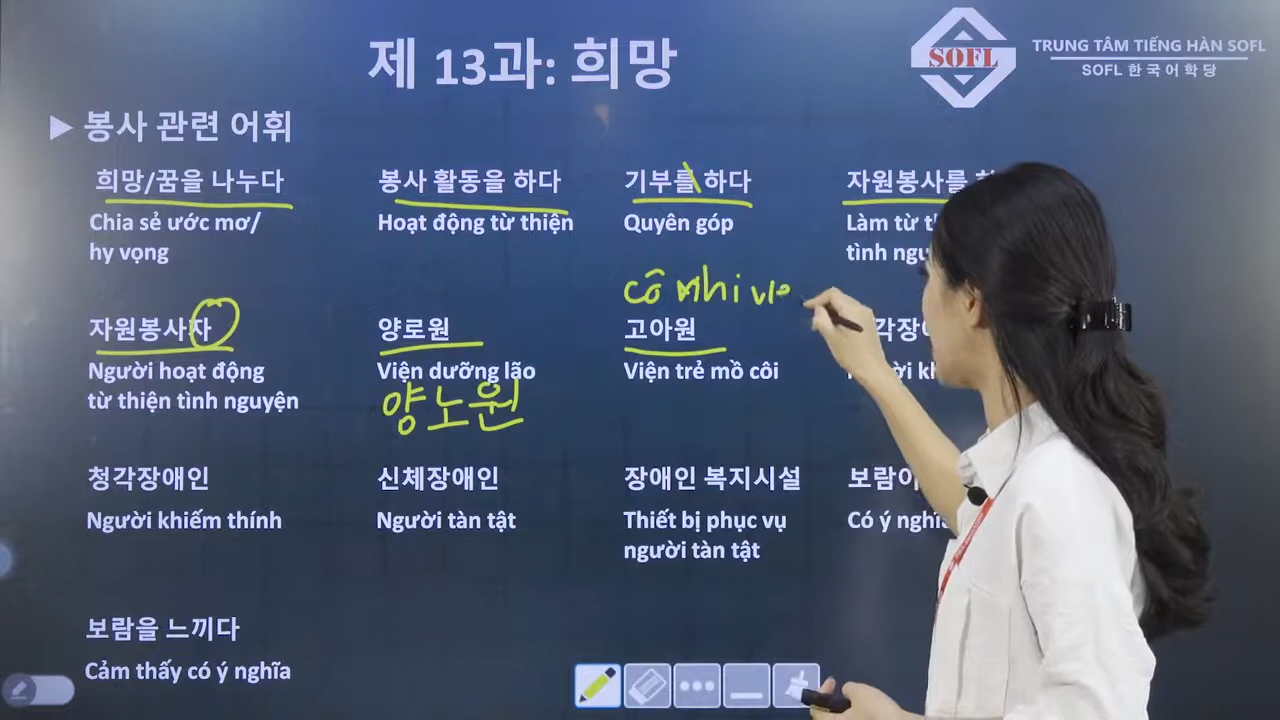 제 13과: 희망
SOFL
TRUNG TÂM TIẾNG HÀN SOFL
SOFL 한국어학당
봉사 관련 어휘
희망/꿈을 나누다
Chia sẻ ước mơ/
hy vọng
봉사 활동을 하다
Hoạt động từ thiện
기부를 하다
Quyên góp
자원봉사를
Làm từ
tình
자원봉사자
Người hoạt động
từ thiện tình nguyện
양로원
Viện dưỡng lão
양노원
cô nhi
고아원
Viện trẻ mồ côi
청각장애인
Người khiếm thính
신체장애인
Người tàn tật
장애인 복지시설
Thiết bị phục vụ
người tàn tật
Có ý
보람을 느끼다
Cảm thấy có ý nghĩa